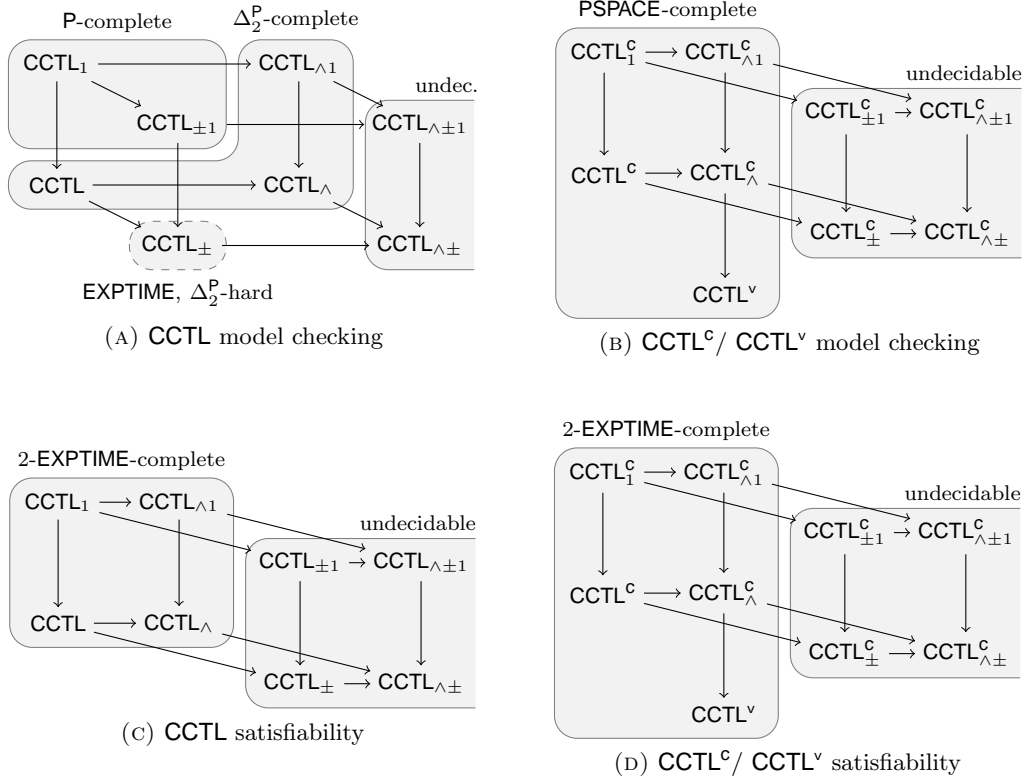 P-complete
Δ₂ᴾ-complete
CCTL₁
CCTL∧₁
undec.
CCTL±₁
CCTL∧±₁
CCTL
CCTL∧
CCTL±
CCTL∧±
EXPTIME, Δ₂ᴾ-hard
(A) CCTL model checking
PSPACE-complete
CCTLᶜ₁
CCTLᶜ∧₁
undecidable
CCTLᶜ±₁
CCTLᶜ∧±₁
CCTLᶜ
CCTLᶜ∧
CCTLᶜ±
CCTLᶜ∧±
CCTLᵛ
(B) CCTLᶜ/ CCTLᵛ model checking
2-EXPTIME-complete
CCTL₁
CCTL∧₁
undecidable
CCTL±₁
CCTL∧±₁
CCTL
CCTL∧
CCTL±
CCTL∧±
(C) CCTL satisfiability
2-EXPTIME-complete
CCTLᶜ₁
CCTLᶜ∧₁
undecidable
CCTLᶜ±₁
CCTLᶜ∧±₁
CCTLᶜ
CCTLᶜ∧
CCTLᶜ±
CCTLᶜ∧±
CCTLᵛ
(D) CCTLᶜ/ CCTLᵛ satisfiability